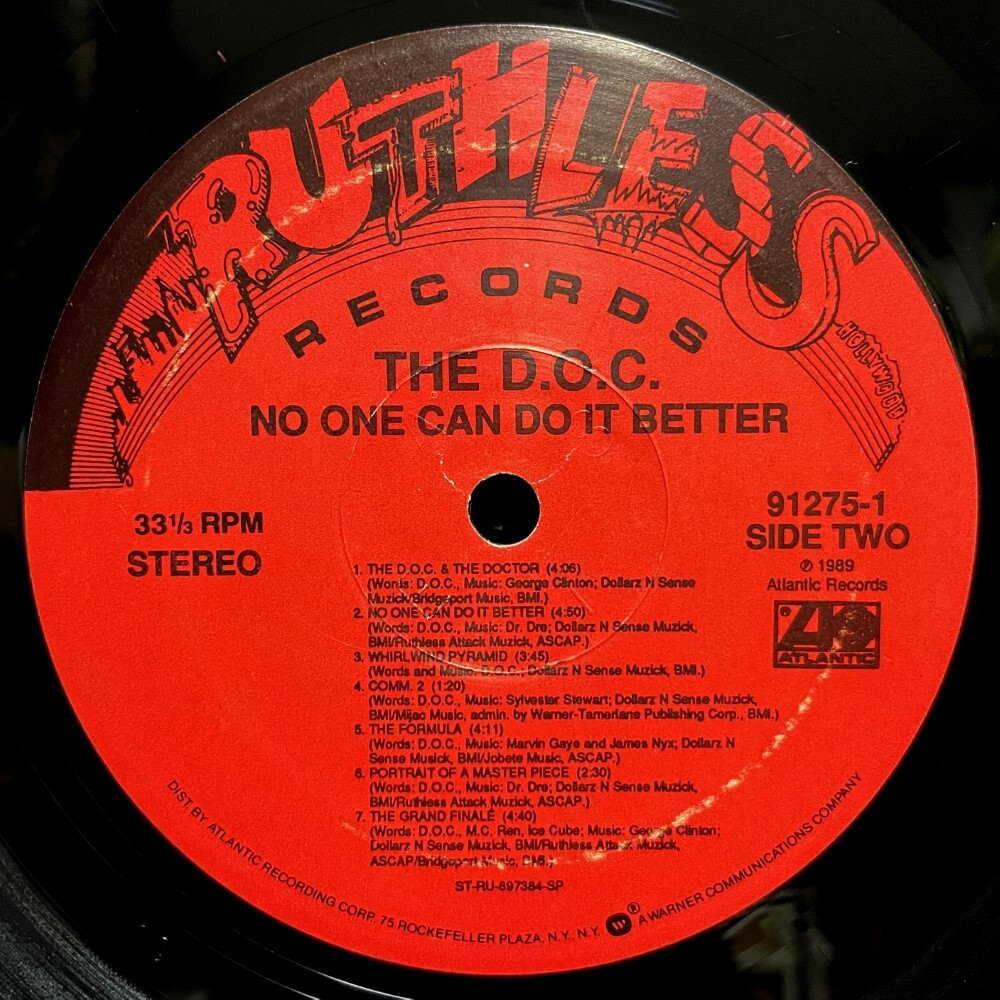 RUTHLESS
HOLLYWOOD
RECORDS
THE D.O.C.
NO ONE CAN DO IT BETTER
33 1/3 RPM
STEREO
91275-1
SIDE TWO
℗ 1989
Atlantic Records
®
ATLANTIC
1. THE D.O.C. & THE DOCTOR (4:06)
(Words: D.O.C., Music: George Clinton; Dollarz N Sense
Muzick/Bridgeport Music, BMI.)
2. NO ONE CAN DO IT BETTER (4:50)
(Words: D.O.C., Music: Dr. Dre; Dollarz N Sense Muzick,
BMI/Ruthless Attack Muzick, ASCAP.)
3. WHIRLWIND PYRAMID (3:45)
(Words and Music: D.O.C.; Dollarz N Sense Muzick, BMI.)
4. COMM. 2 (1:20)
(Words: D.O.C., Music: Sylvester Stewart; Dollarz N Sense Muzick,
BMI/Mijac Music, admin. by Warner-Tamerlane Publishing Corp., BMI.)
5. THE FORMULA (4:11)
(Words: D.O.C., Music: Marvin Gaye and James Nyx; Dollarz N
Sense Musick, BMI/Jobete Music, ASCAP.)
6. PORTRAIT OF A MASTER PIECE (2:30)
(Words: D.O.C., Music: Dr. Dre; Dollarz N Sense Muzick,
BMI/Ruthless Attack Muzick, ASCAP.)
7. THE GRAND FINALÉ (4:40)
(Words: D.O.C., M.C. Ren, Ice Cube; Music: George Clinton;
Dollarz N Sense Muzick, BMI/Ruthless Attack Muzick,
ASCAP/Bridgeport Music, BMI.)
ST-RU-897384-SP
DIST. BY ATLANTIC RECORDING CORP. 75 ROCKEFELLER PLAZA, N.Y., N.Y. ® A WARNER COMMUNICATIONS COMPANY